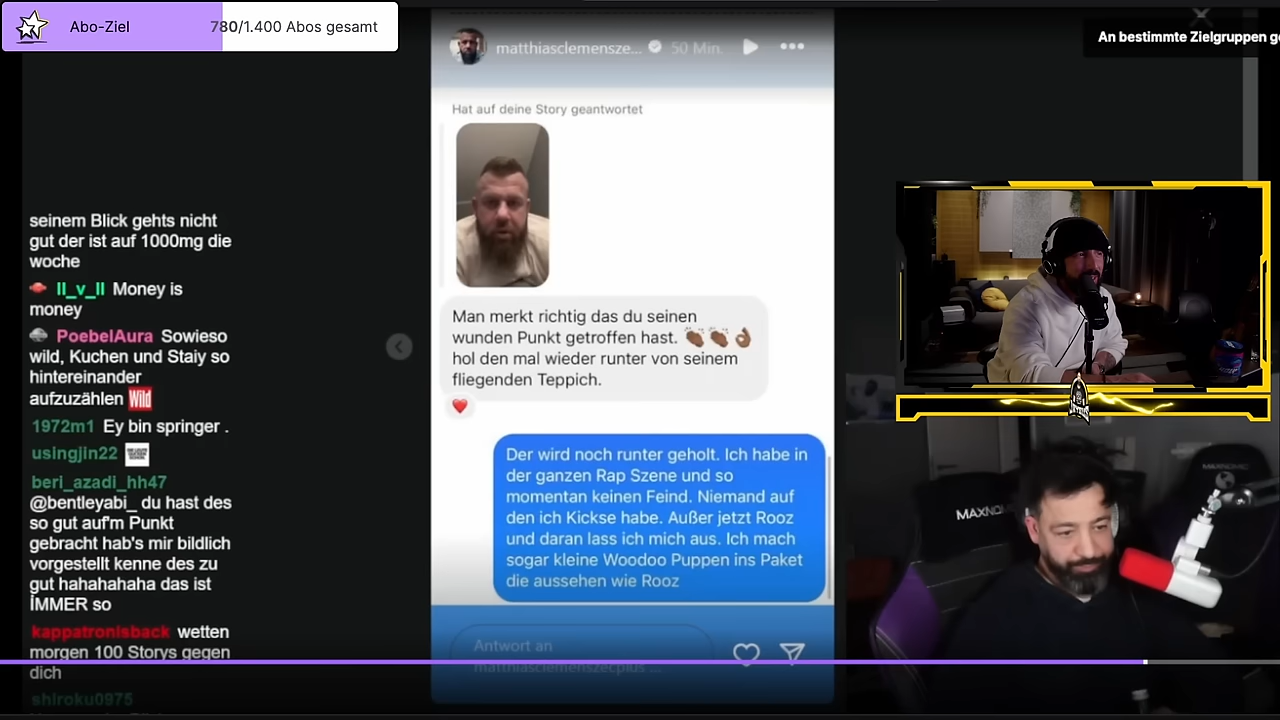 Abo-Ziel
780/1.400 Abos gesamt
matthiasclemensze...
50 Min.
An bestimmte Zielgruppen
Hat auf deine Story geantwortet
Man merkt richtig das du seinen
wunden Punkt getroffen hast. 👏🏾👏🏾👌🏾
hol den mal wieder runter von seinem
fliegenden Teppich.
❤️
Der wird noch runter geholt. Ich habe in
der ganzen Rap Szene und so
momentan keinen Feind. Niemand auf
den ich Kickse habe. Außer jetzt Rooz
und daran lass ich mich aus. Ich mach
sogar kleine Woodoo Puppen ins Paket
die aussehen wie Rooz
Antwort an
matthiasclemenszecplus ...
seinem Blick gehts nicht
gut der ist auf 1000mg die
woche
II_v_II Money is
money
PoebelAura Sowieso
wild, Kuchen und Staiy so
hintereinander
aufzuzählen Wild
1972m1 Ey bin springer .
usingjin22
beri_azadi_hh47
@bentleyabi_ du hast des
so gut auf'm Punkt
gebracht hab's mir bildlich
vorgestellt kenne des zu
gut hahahahaha das ist
İMMER so
kappatronisback wetten
morgen 100 Storys gegen
dich
shiroku0975
MAXNOMIC